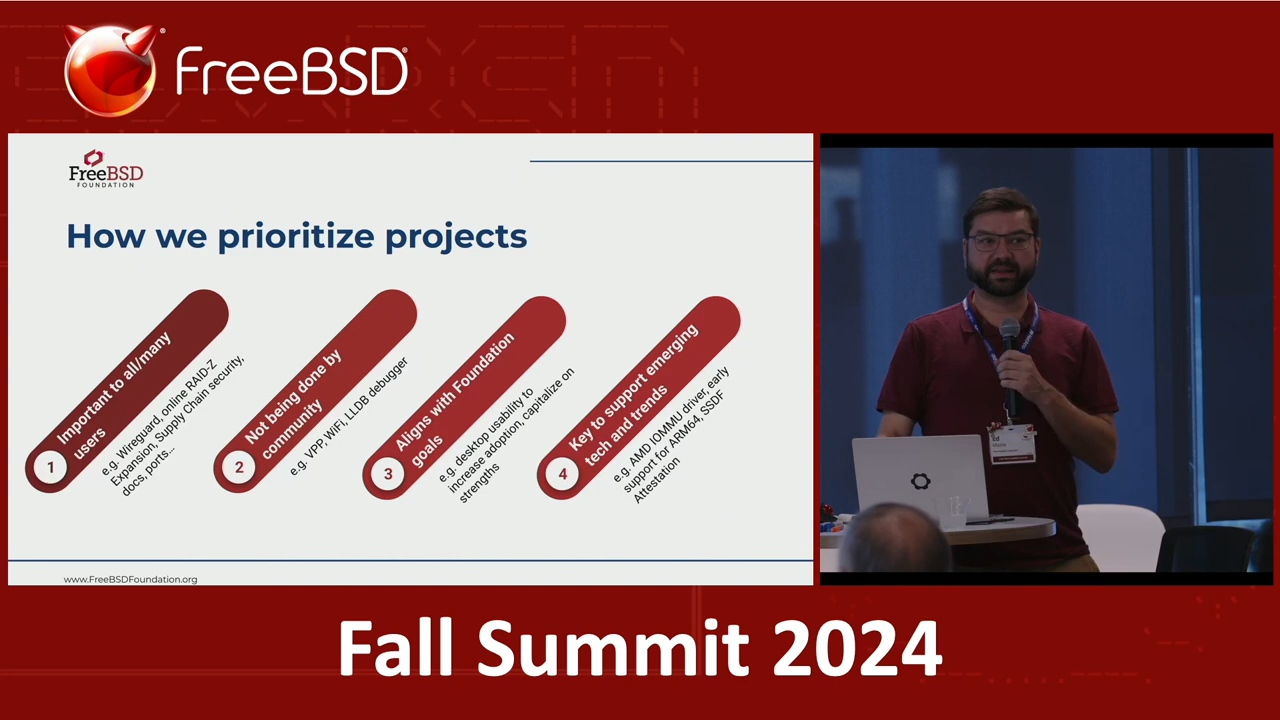 FreeBSD®
FreeBSD
FOUNDATION
How we prioritize projects
1
Important to all/many
users
e.g. Wireguard, online RAID-Z
Expansion, Supply Chain security,
docs, ports...
2
Not being done by
community
e.g. VPP, WiFi, LLDB debugger
3
Aligns with Foundation
goals
e.g. desktop usability to
increase adoption, capitalize on
strengths
4
Key to support emerging
tech and trends
e.g. AMD IOMMU driver, early
support for ARM64, SSDF
Attestation
www.FreeBSDFoundation.org
Ed
Fall Summit 2024